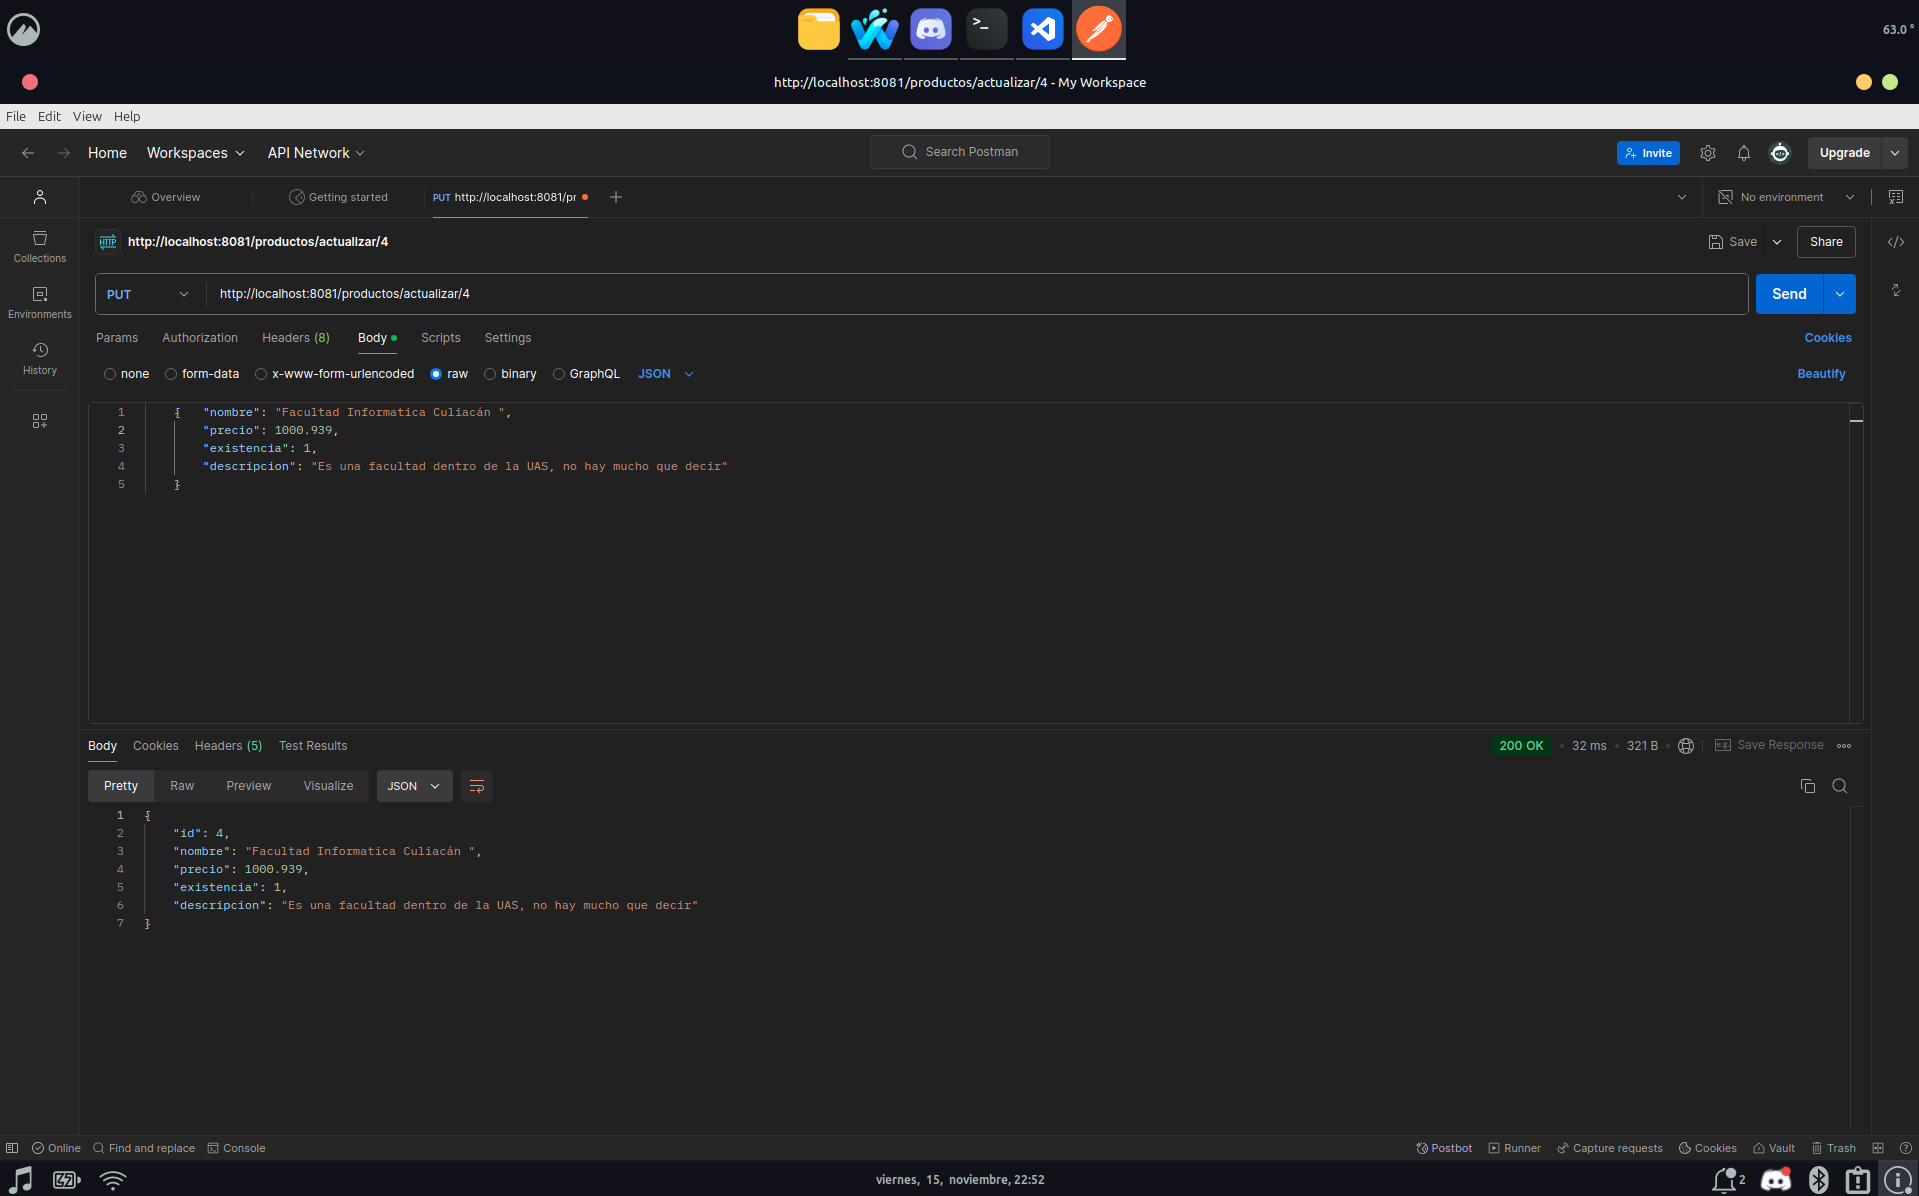 63.0 °
http://localhost:8081/productos/actualizar/4 - My Workspace
File Edit View Help
Home Workspaces API Network Search Postman Invite Upgrade
Overview Getting started PUT http://localhost:8081/pr No environment
HTTP http://localhost:8081/productos/actualizar/4 Save Share
Collections
PUT http://localhost:8081/productos/actualizar/4 Send
Environments
Params Authorization Headers (8) Body Scripts Settings Cookies
History
none form-data x-www-form-urlencoded raw binary GraphQL JSON Beautify
1 { "nombre": "Facultad Informatica Culiacán ",
2 "precio": 1000.939,
3 "existencia": 1,
4 "descripcion": "Es una facultad dentro de la UAS, no hay mucho que decir"
5 }
Body Cookies Headers (5) Test Results 200 OK • 32 ms • 321 B • e.g. Save Response
Pretty Raw Preview Visualize JSON
1 {
2 "id": 4,
3 "nombre": "Facultad Informatica Culiacán ",
4 "precio": 1000.939,
5 "existencia": 1,
6 "descripcion": "Es una facultad dentro de la UAS, no hay mucho que decir"
7 }
Online Find and replace Console Postbot Runner Capture requests Cookies Vault Trash
viernes, 15, noviembre, 22:52 2